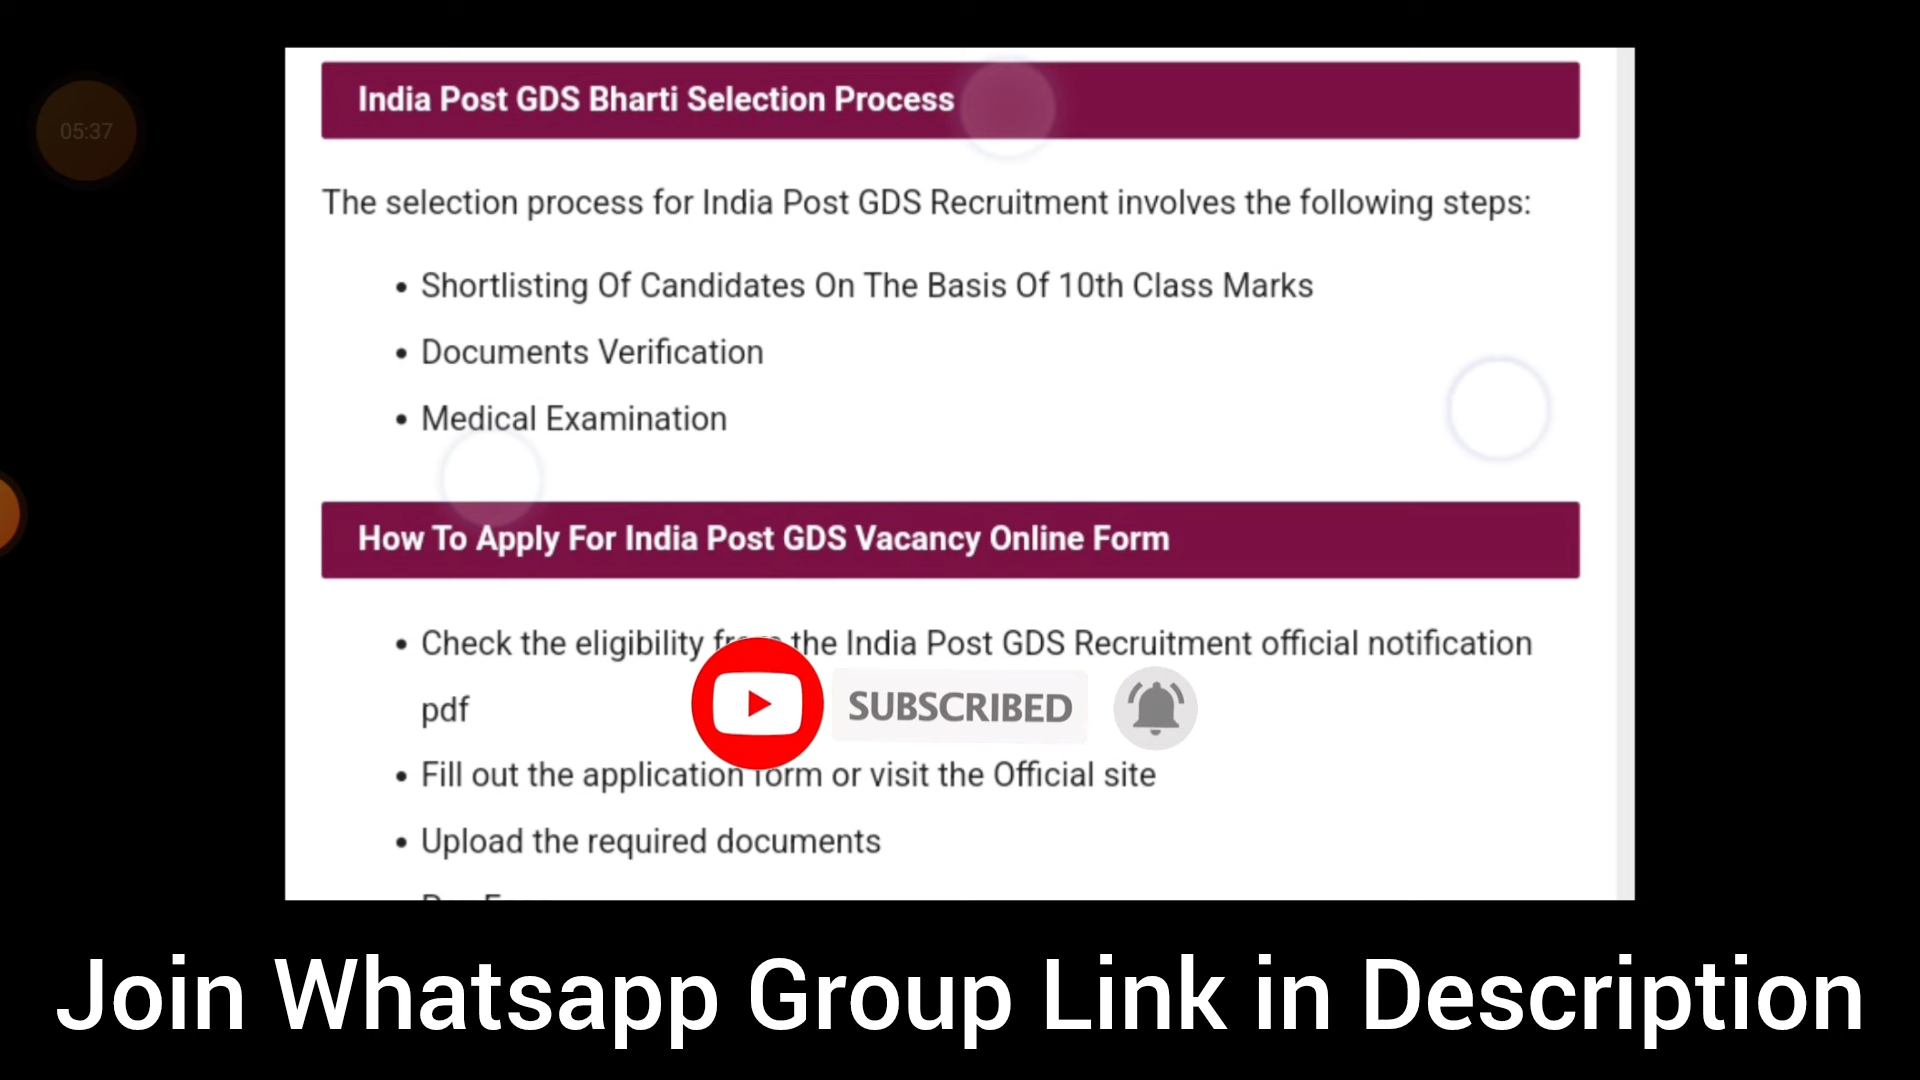 05:37
India Post GDS Bharti Selection Process
The selection process for India Post GDS Recruitment involves the following steps:
• Shortlisting Of Candidates On The Basis Of 10th Class Marks
• Documents Verification
• Medical Examination
How To Apply For India Post GDS Vacancy Online Form
• Check the eligibility from the India Post GDS Recruitment official notification
pdf
SUBSCRIBED
• Fill out the application form or visit the Official site
• Upload the required documents
Join Whatsapp Group Link in Description